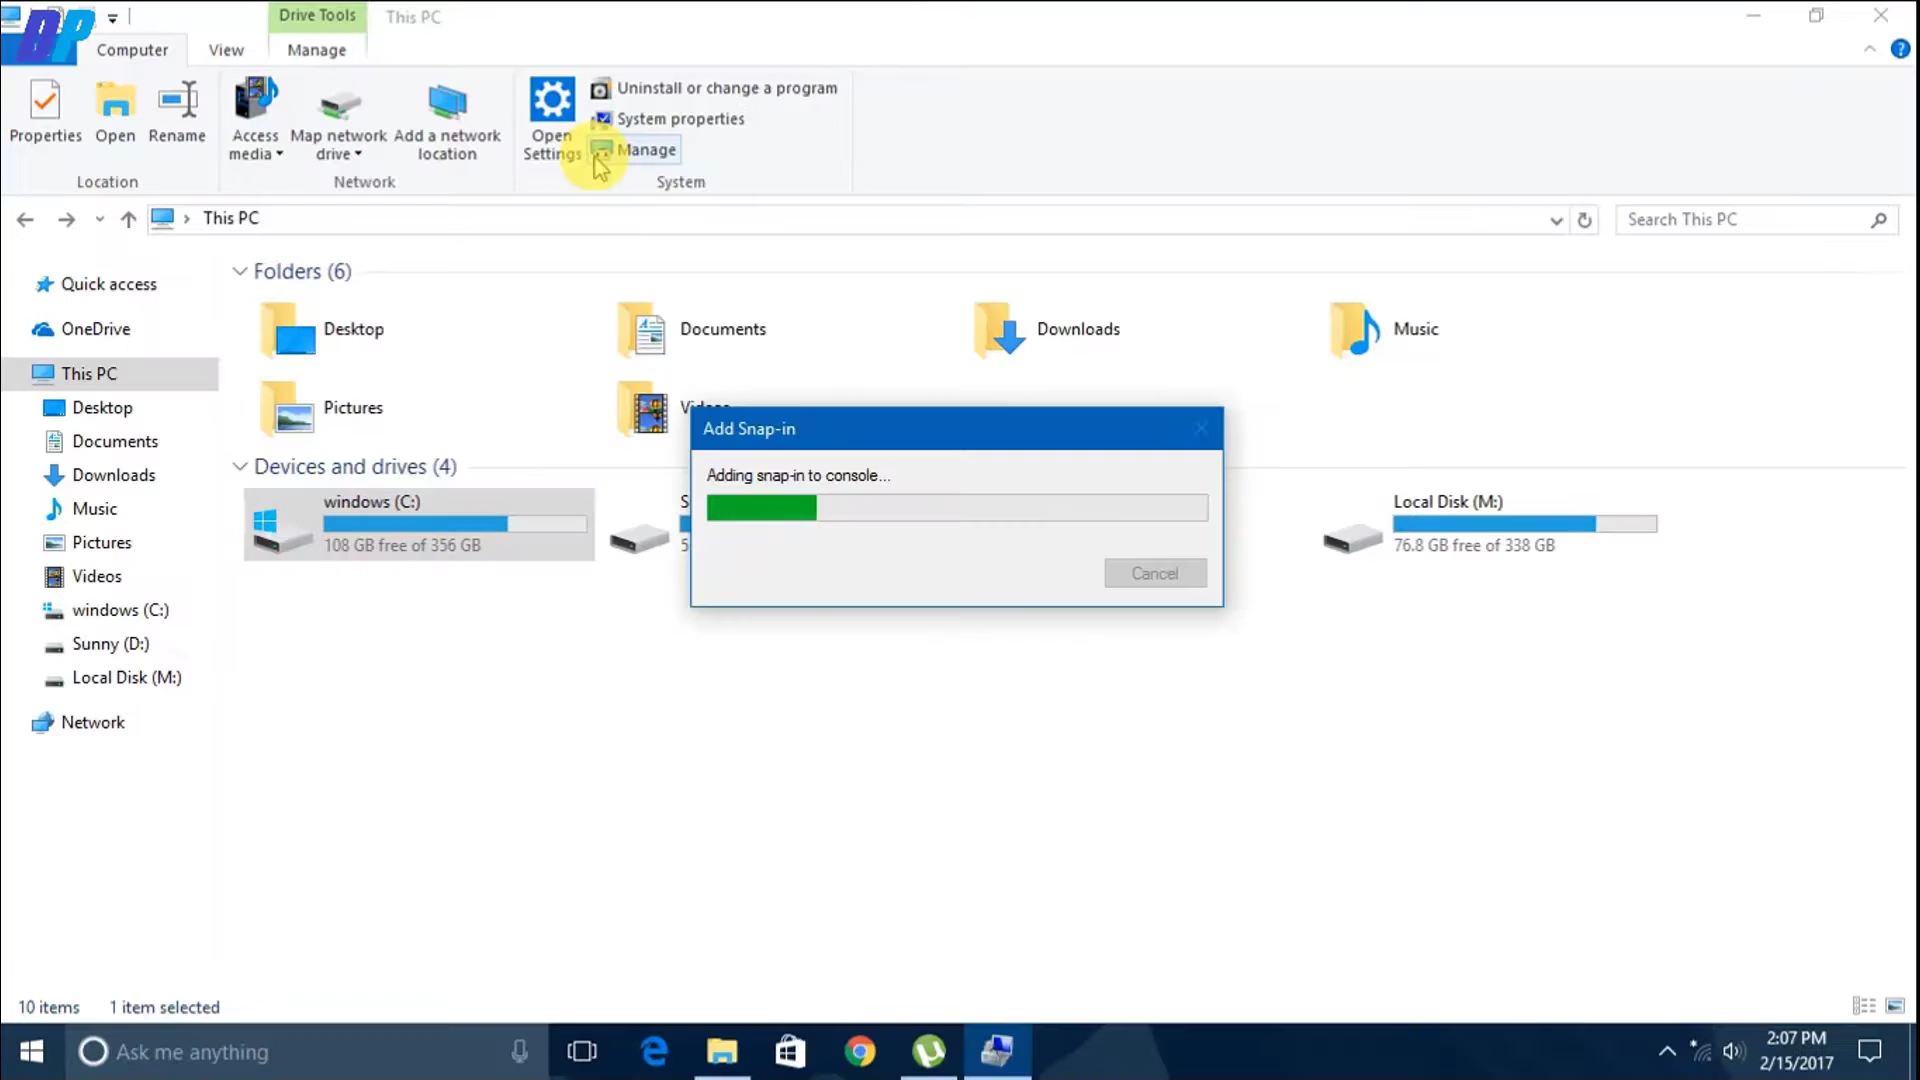 DP
Drive Tools
This PC
Computer
View
Manage
Properties
Open
Rename
Access
media
Map network
drive
Add a network
location
Open
Settings
Uninstall or change a program
System properties
Manage
Location
Network
System
This PC
Search This PC
Quick access
OneDrive
This PC
Desktop
Documents
Downloads
Music
Pictures
Videos
windows (C:)
Sunny (D:)
Local Disk (M:)
Network
Folders (6)
Desktop
Documents
Downloads
Music
Pictures
Devices and drives (4)
windows (C:)
108 GB free of 356 GB
S
5
Local Disk (M:)
76.8 GB free of 338 GB
Add Snap-in
Adding snap-in to console...
Cancel
10 items
1 item selected
Ask me anything
2:07 PM
2/15/2017